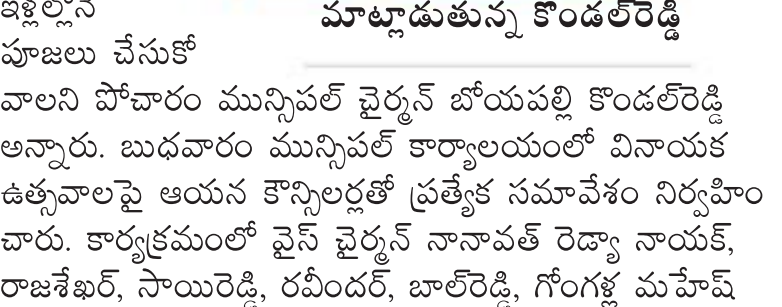 మాట్లాడుతున్న కొండల్‌రెడ్డి
ఇళ్లల్లోనే
పూజలు చేసుకో
వాలని పోచారం మున్సిపల్ చైర్మన్ బోయపల్లి కొండల్‌రెడ్డి
అన్నారు. బుధవారం మున్సిపల్ కార్యాలయంలో వినాయక
ఉత్సవాలపై ఆయన కౌన్సిలర్లతో ప్రత్యేక సమావేశం నిర్వహిం
చారు. కార్యక్రమంలో వైస్ చైర్మన్ నానావత్ రెడ్యా నాయక్,
రాజశేఖర్, సాయిరెడ్డి, రవీందర్, బాల్‌రెడ్డి, గోంగళ్ల మహేష్